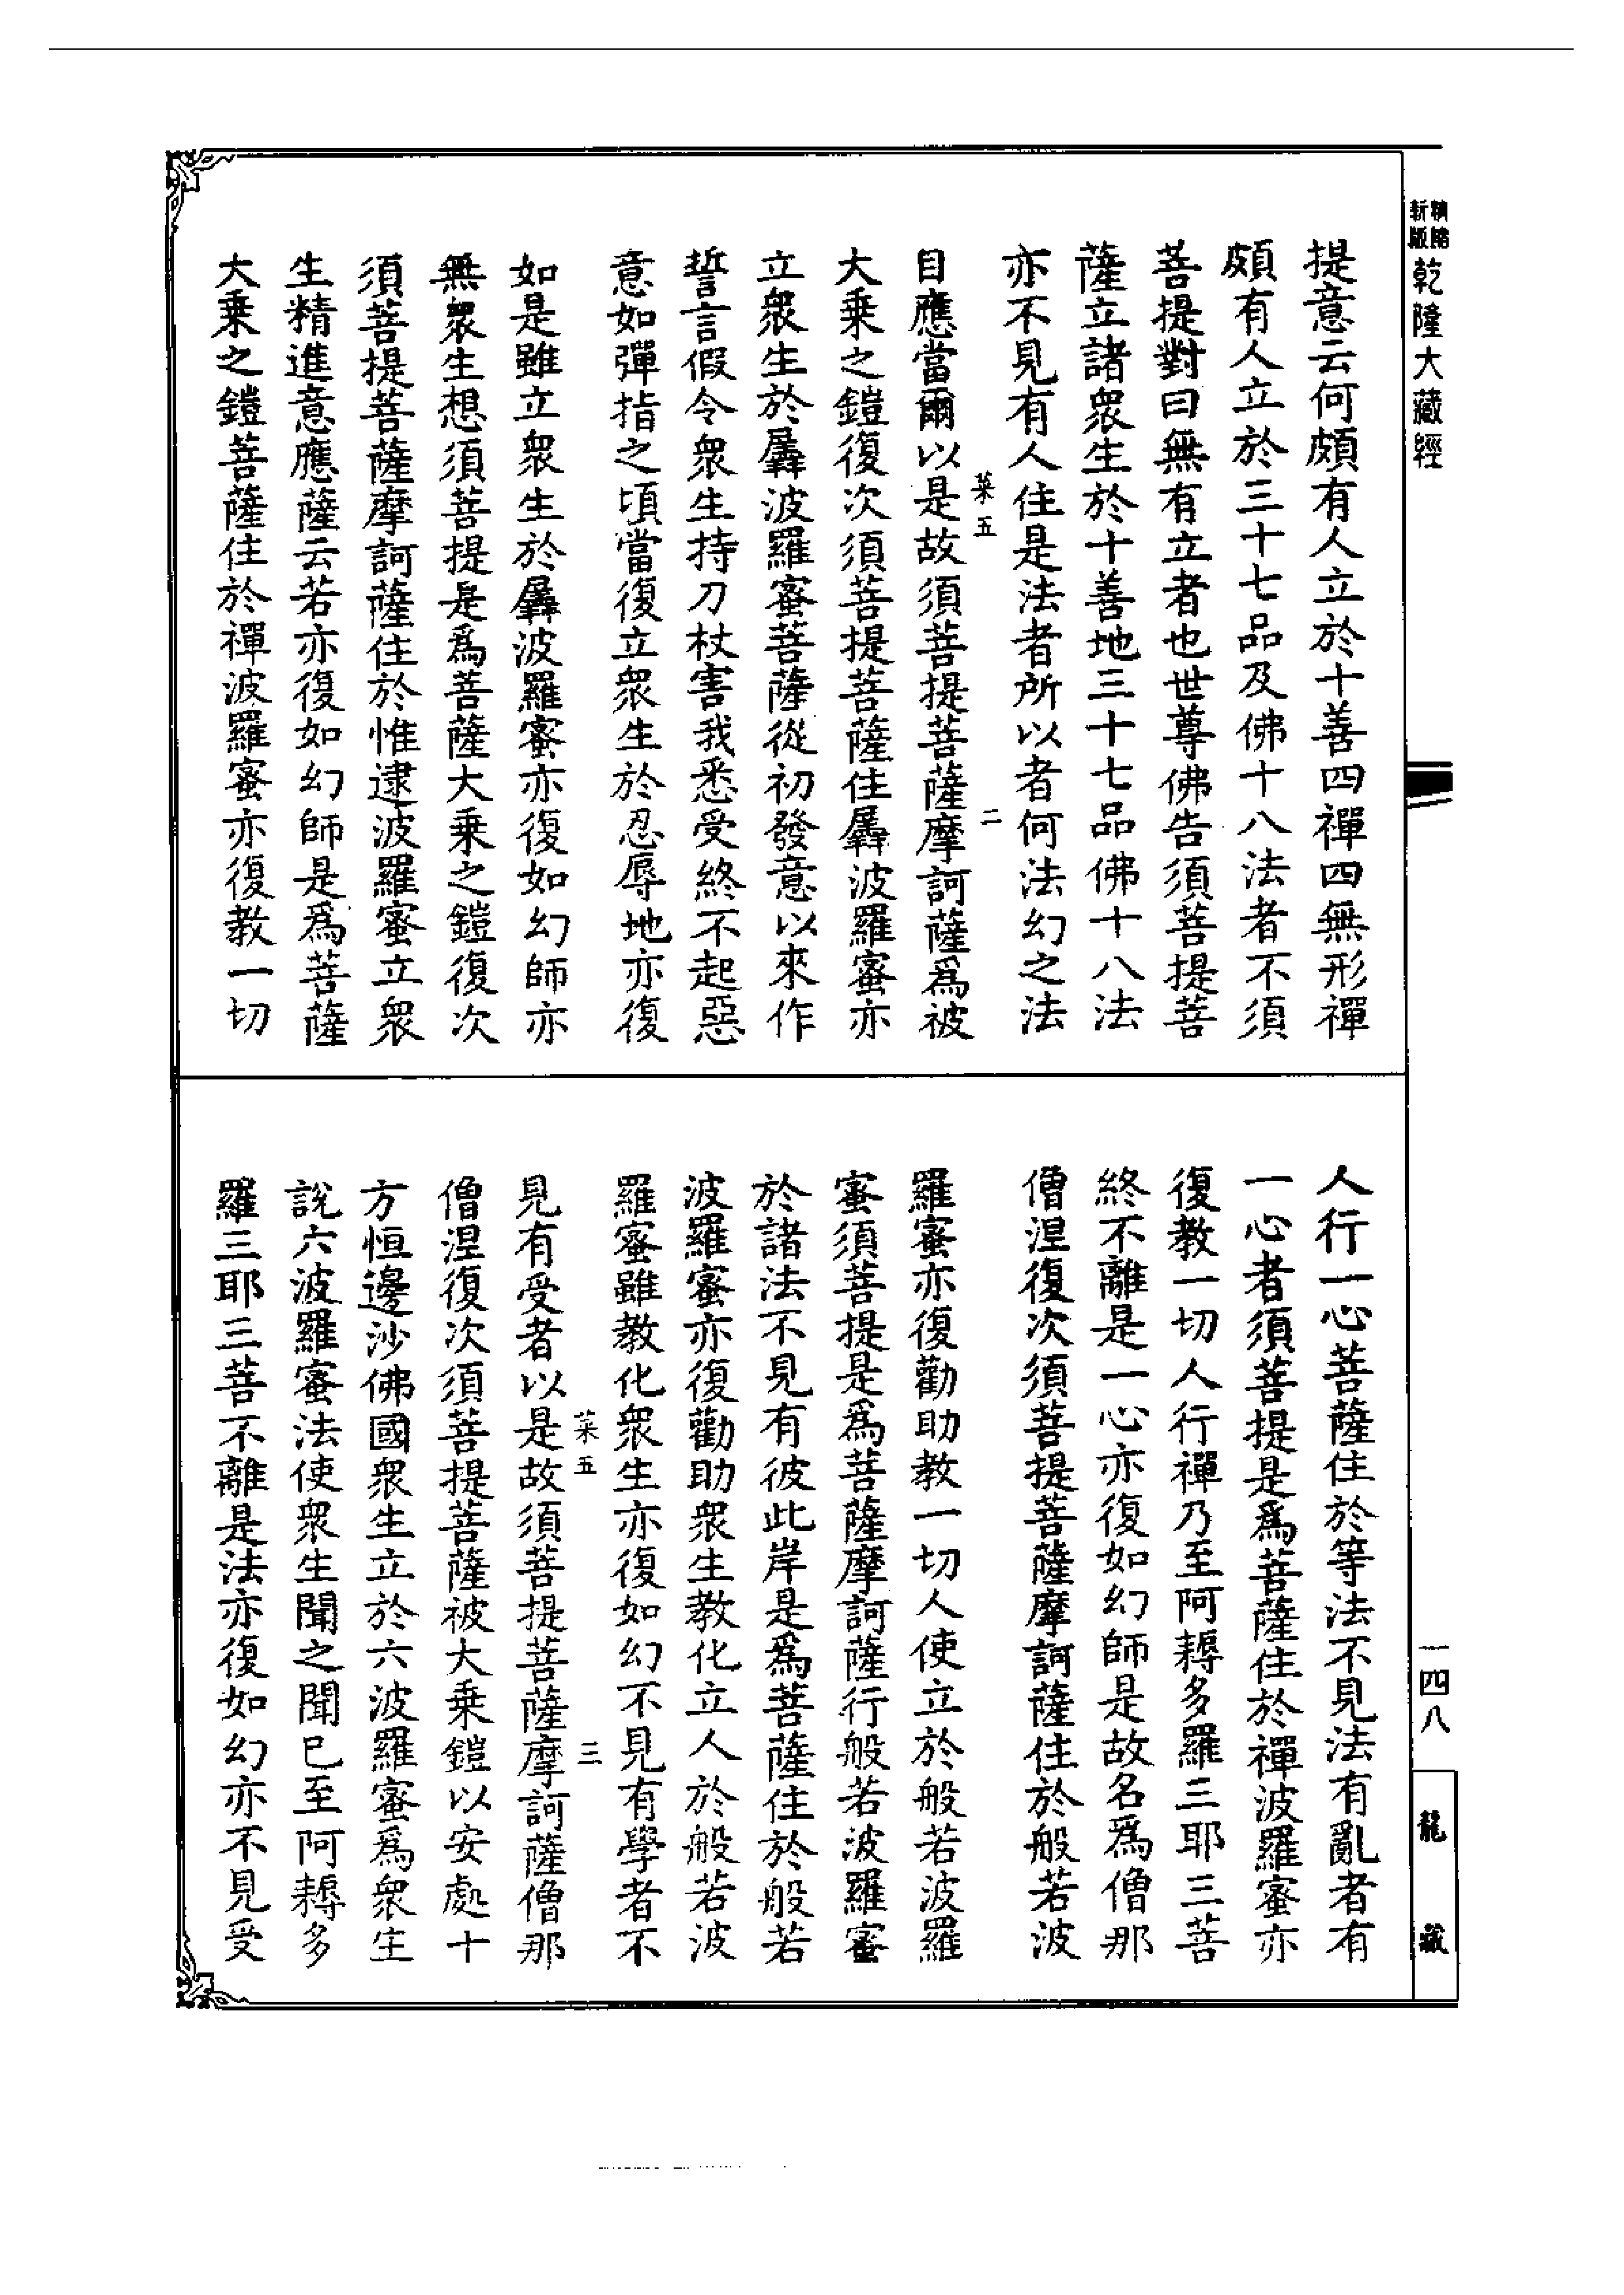 新版
精縮
乾隆大藏經
提意云何頗有人立於十善四禪四無形禪
頗有人立於三十七品及佛十八法者不須
菩提對曰無有立者也世尊佛告須菩提菩
薩立諸眾生於十善地三十七品佛十八法
亦不見有人住是法者所以者何法幻之法
菜五
二
目應當爾以是故須菩提菩薩摩訶薩為被
大乘之鎧復次須菩提菩薩住羼波羅蜜亦
立眾生於羼波羅蜜菩薩從初發意以來作
誓言假令眾生持刀杖害我悉受終不起惡
意如彈指之頃當復立眾生於忍辱地亦復
如是雖立眾生於羼波羅蜜亦復如幻師亦
無眾生想須菩提是為菩薩大乘之鎧復次
須菩提菩薩摩訶薩住於惟逮波羅蜜立眾
生精進意應薩云若亦復如幻師是為菩薩
大乘之鎧菩薩住於禪波羅蜜亦復教一切
人行一心菩薩住於等法不見法有亂者有
一心者須菩提是為菩薩住於禪波羅蜜亦
復教一切人行禪乃至阿耨多羅三耶三菩
終不離是一心亦復如幻師是故名為僧那
僧涅復次須菩提菩薩摩訶薩住於般若波
羅蜜亦復勸助教一切人使立於般若波羅
蜜須菩提是為菩薩摩訶薩行般若波羅蜜
於諸法不見有彼此岸是為菩薩住於般若
波羅蜜亦復勸助眾生教化立人於般若波
羅蜜雖教化眾生亦復如幻不見有學者不
菜五
三
見有受者以是故須菩提菩薩摩訶薩僧那
僧涅復次須菩提菩薩被大乘鎧以安處十
方恒邊沙佛國眾生立於六波羅蜜為眾生
說六波羅蜜法使眾生聞之聞已至阿耨多
羅三耶三菩不離是法亦復如幻亦不見受
一四八
龍藏